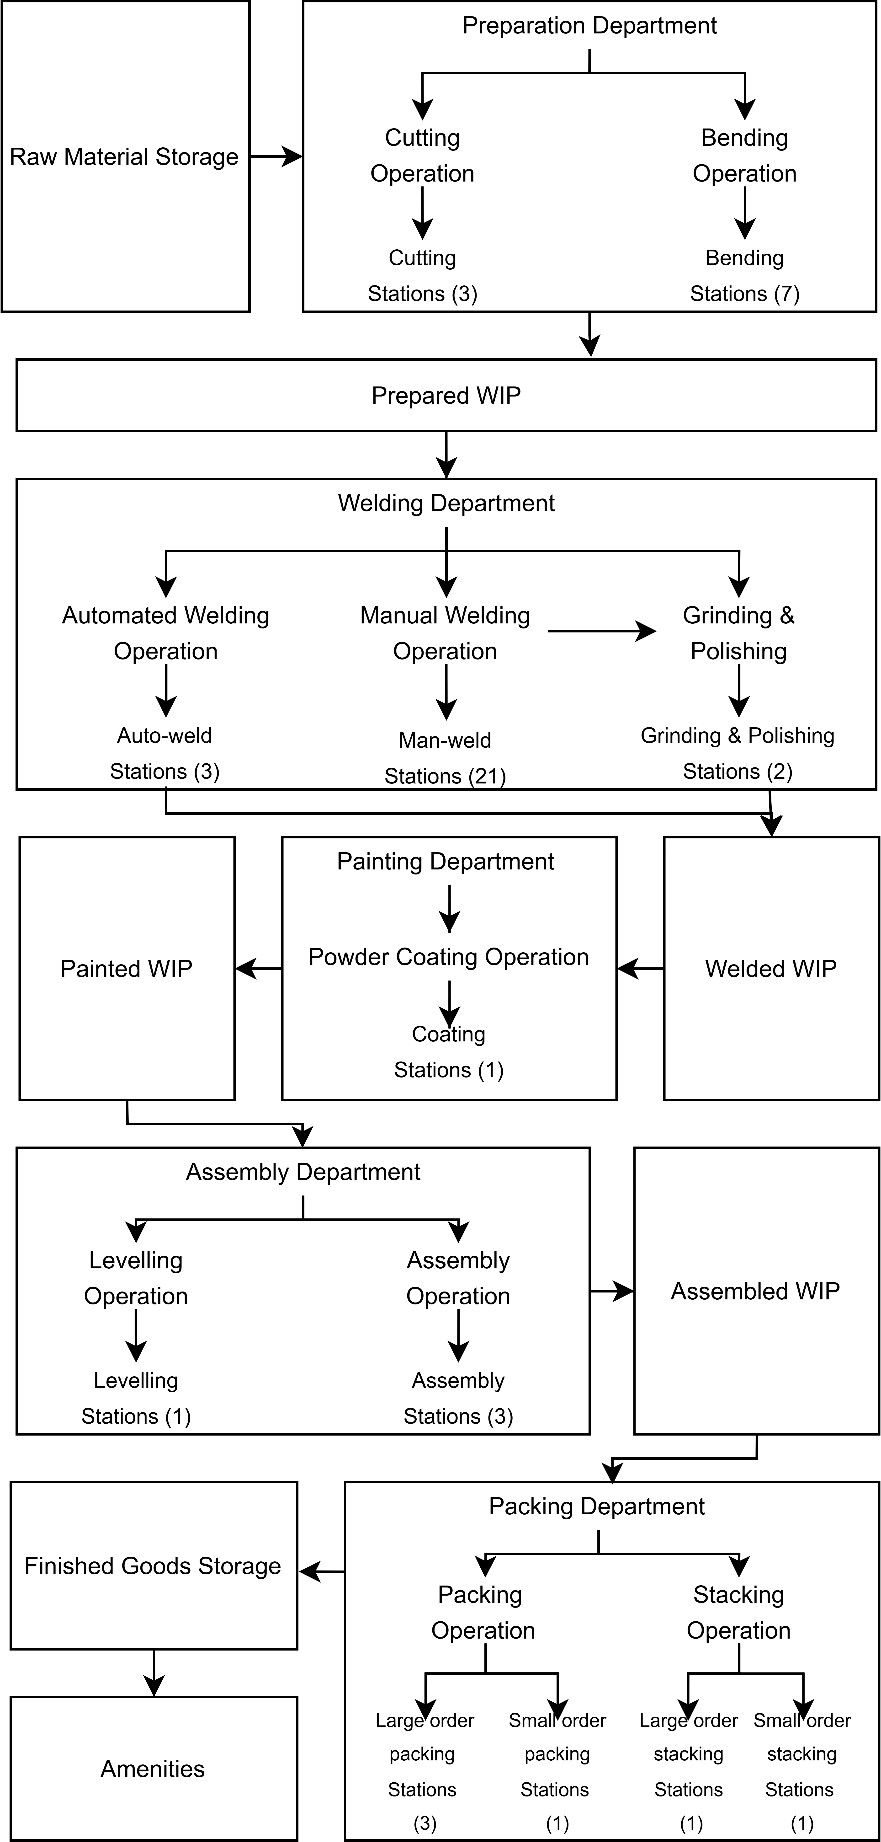 Raw Material Storage
Preparation Department
Cutting
Operation
Cutting
Stations (3)
Bending
Operation
Bending
Stations (7)
Prepared WIP
Welding Department
Automated Welding
Operation
Auto-weld
Stations (3)
Manual Welding
Operation
Man-weld
Stations (21)
Grinding &
Polishing
Grinding & Polishing
Stations (2)
Welded WIP
Painting Department
Powder Coating Operation
Coating
Stations (1)
Painted WIP
Assembly Department
Levelling
Operation
Levelling
Stations (1)
Assembly
Operation
Assembly
Stations (3)
Assembled WIP
Packing Department
Packing
Operation
Large order
packing
Stations
(3)
Small order
packing
Stations
(1)
Stacking
Operation
Large order
stacking
Stations
(1)
Small order
stacking
Stations
(1)
Finished Goods Storage
Amenities